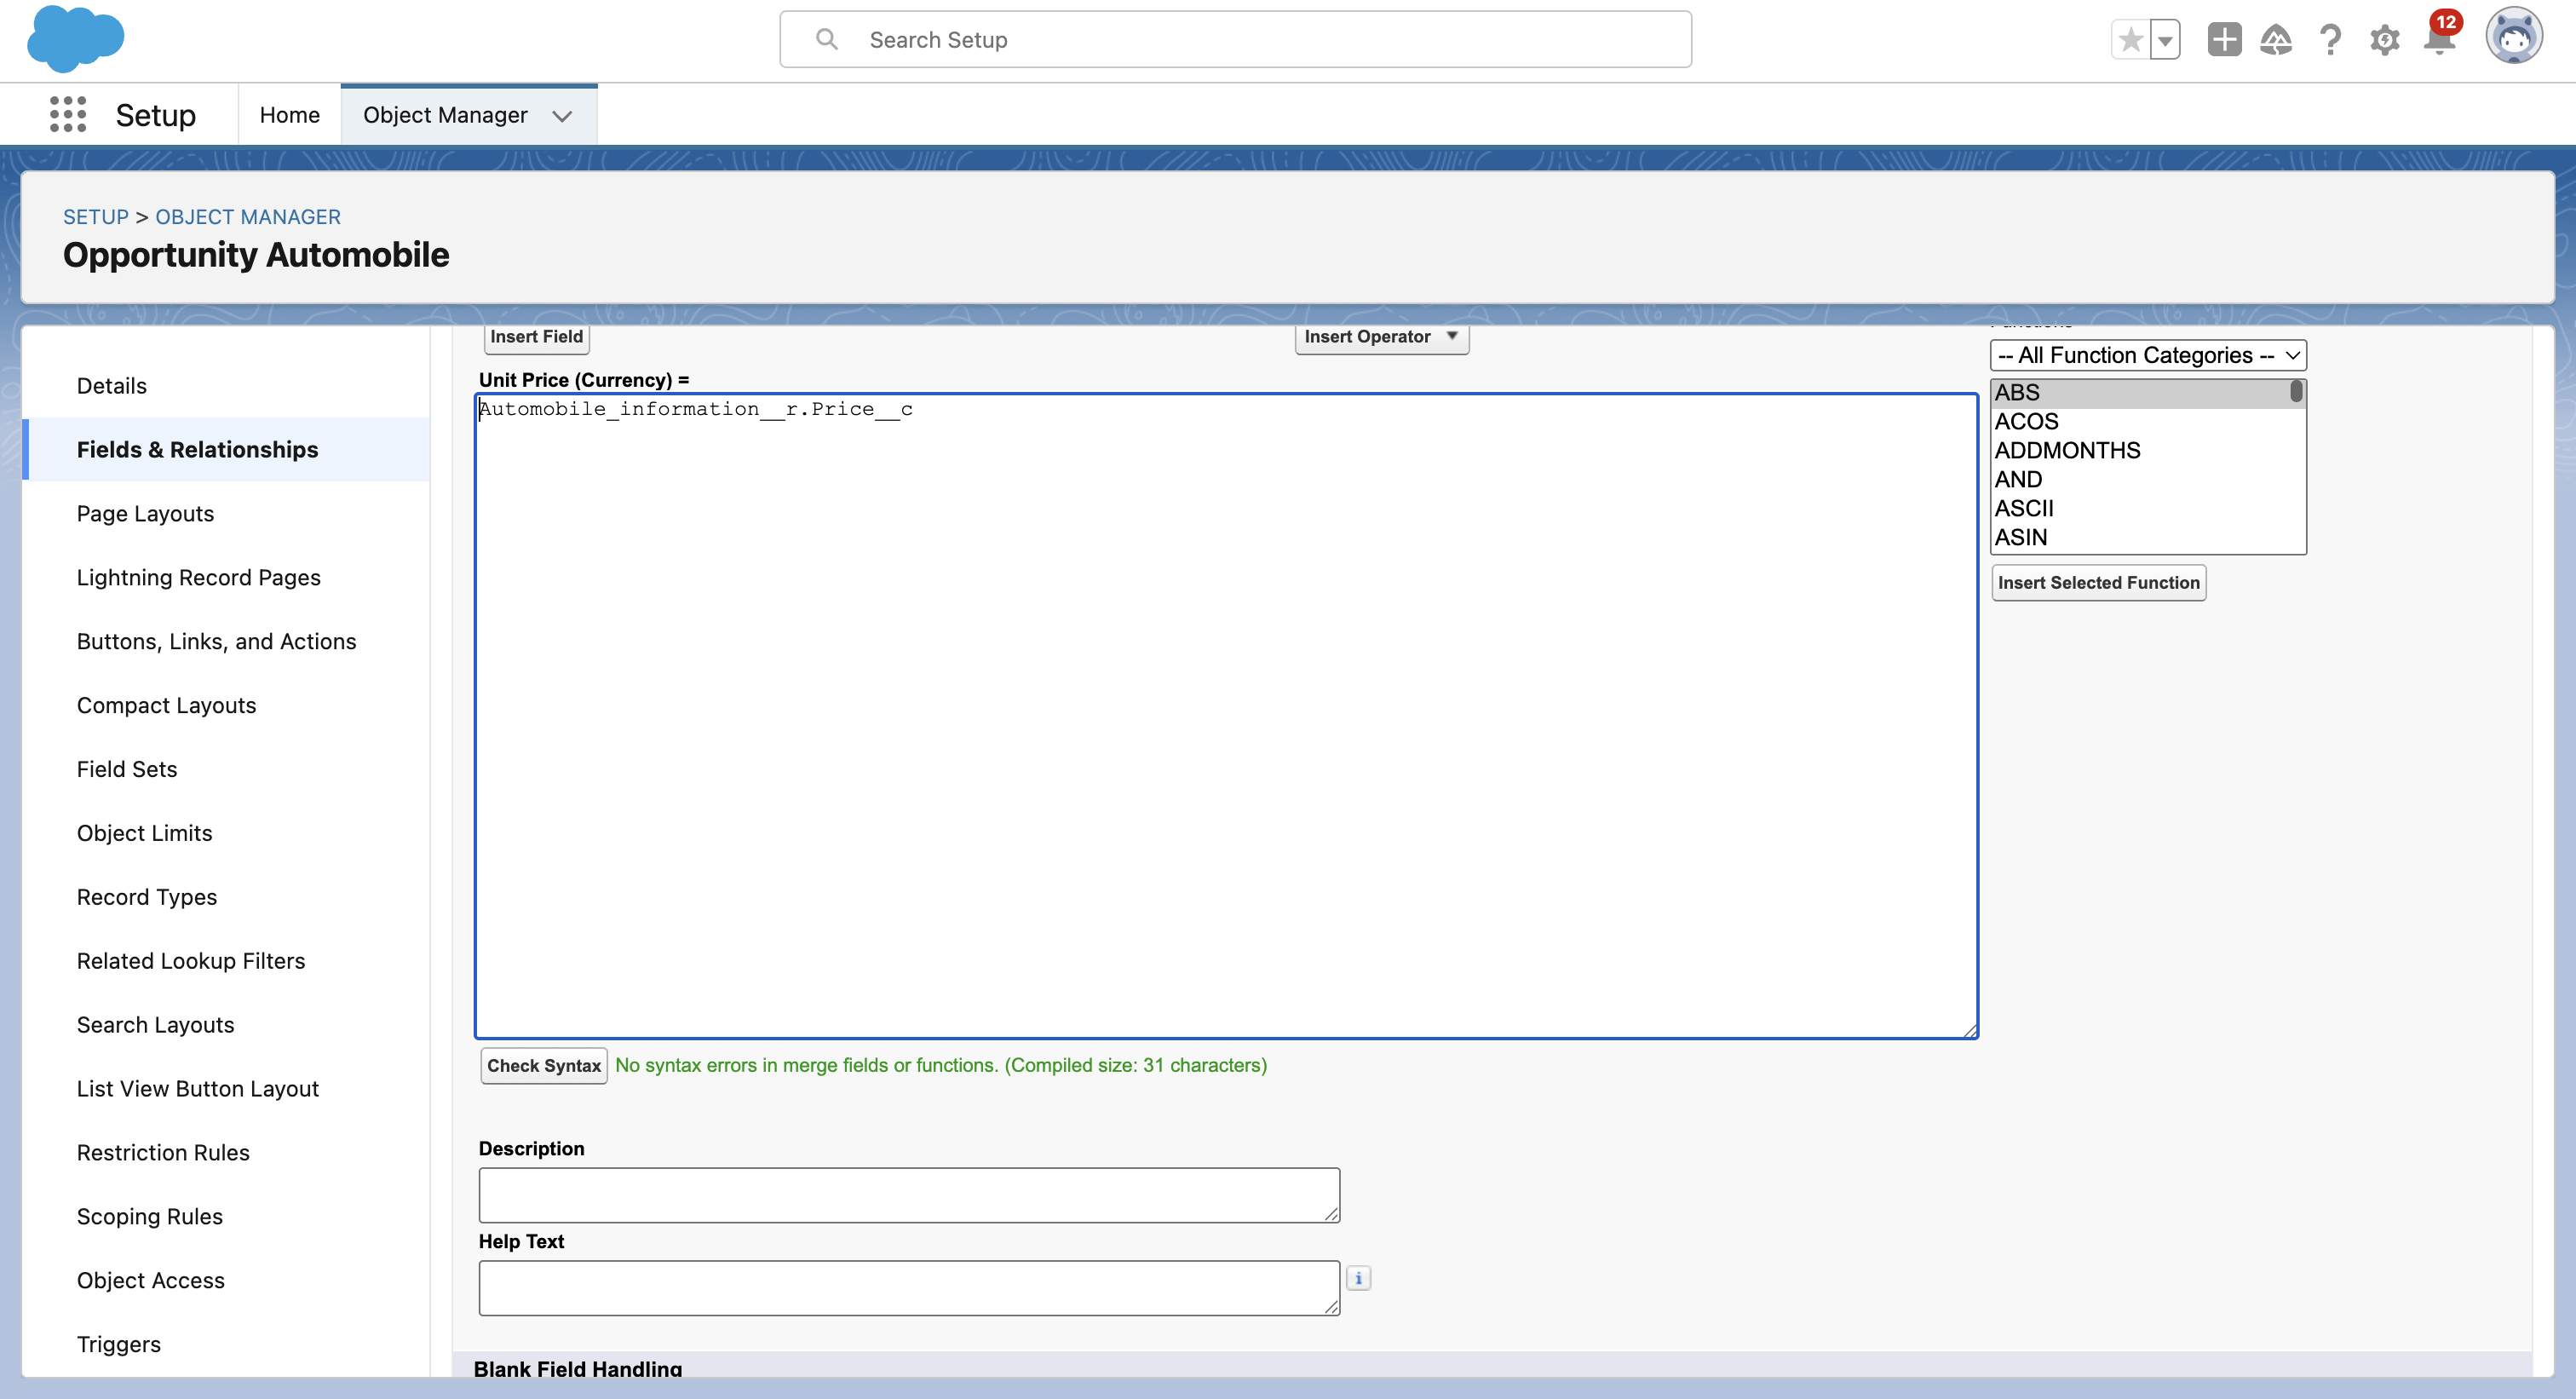 Search Setup
12
Setup
Home
Object Manager
SETUP > OBJECT MANAGER
Opportunity Automobile
Details
Fields & Relationships
Page Layouts
Lightning Record Pages
Buttons, Links, and Actions
Compact Layouts
Field Sets
Object Limits
Record Types
Related Lookup Filters
Search Layouts
List View Button Layout
Restriction Rules
Scoping Rules
Object Access
Triggers
Insert Field
Insert Operator
Unit Price (Currency) =
Automobile_information__r.Price__c
Functions
-- All Function Categories --
ABS
ACOS
ADDMONTHS
AND
ASCII
ASIN
Insert Selected Function
Check Syntax
No syntax errors in merge fields or functions. (Compiled size: 31 characters)
Description
Help Text
i
Blank Field Handling